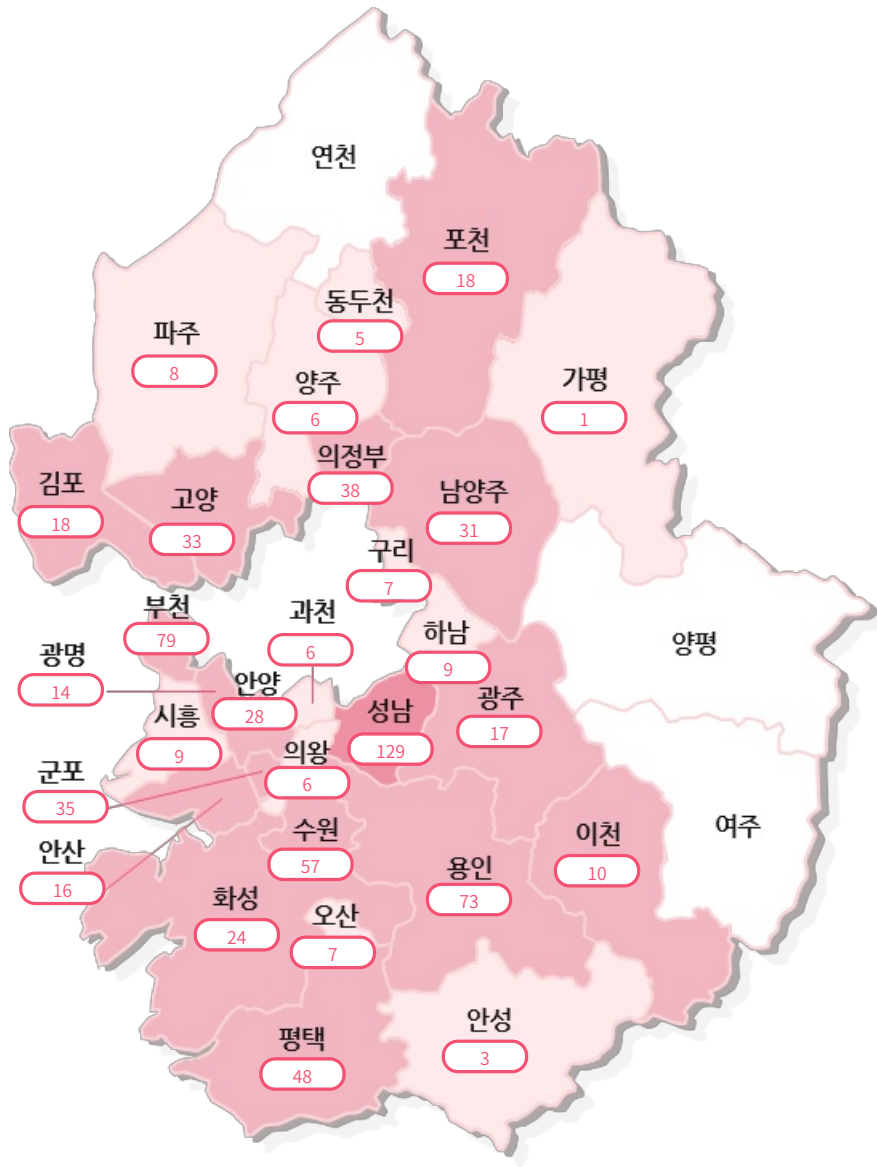 연천
포천
18
동두천
5
파주
8
양주
6
가평
1
의정부
38
김포
18
고양
33
남양주
31
구리
7
부천
79
과천
6
하남
9
양평
광명
14
안양
28
시흥
9
성남
129
광주
17
의왕
6
군포
35
수원
57
이천
10
여주
안산
16
화성
24
용인
73
오산
7
안성
3
평택
48